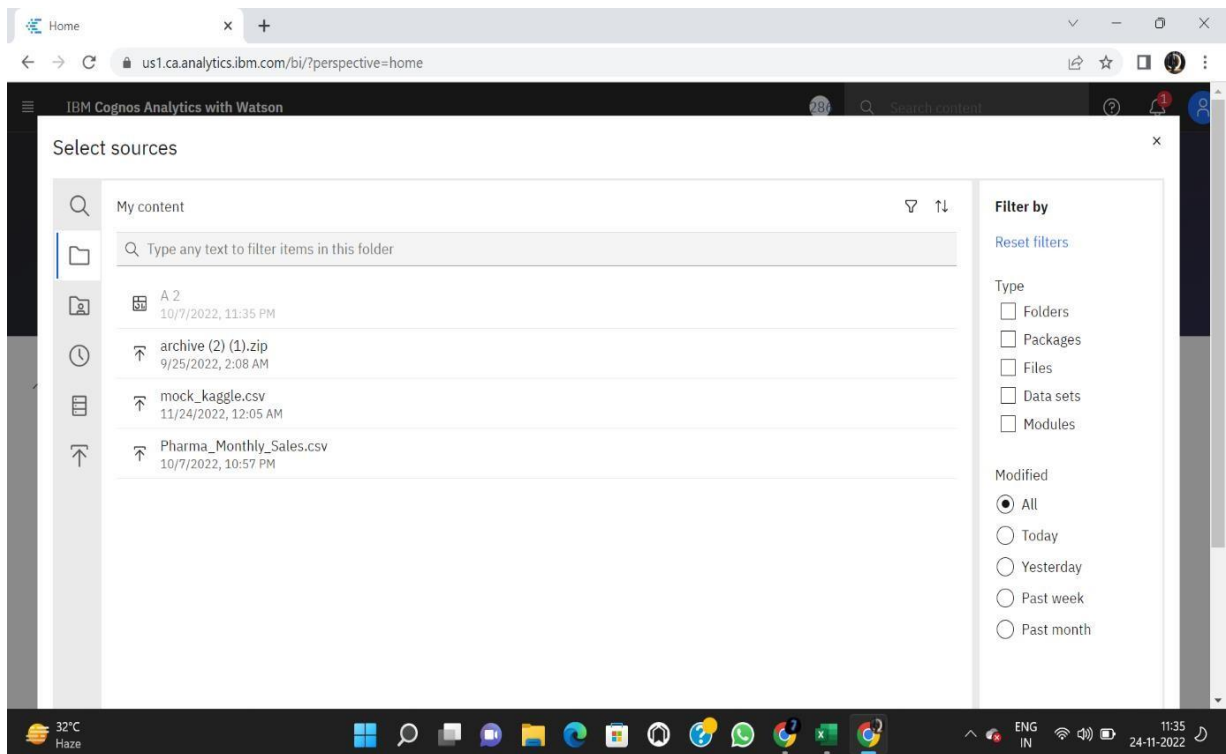 Home
us1.ca.analytics.ibm.com/bi/?perspective=home
IBM Cognos Analytics with Watson
286
Search content
1
Select sources
My content
Type any text to filter items in this folder
A 2
10/7/2022, 11:35 PM
archive (2) (1).zip
9/25/2022, 2:08 AM
mock_kaggle.csv
11/24/2022, 12:05 AM
Pharma_Monthly_Sales.csv
10/7/2022, 10:57 PM
Filter by
Reset filters
Type
Folders
Packages
Files
Data sets
Modules
Modified
All
Today
Yesterday
Past week
Past month
32°C
Haze
7
ENG
IN
11:35
24-11-2022